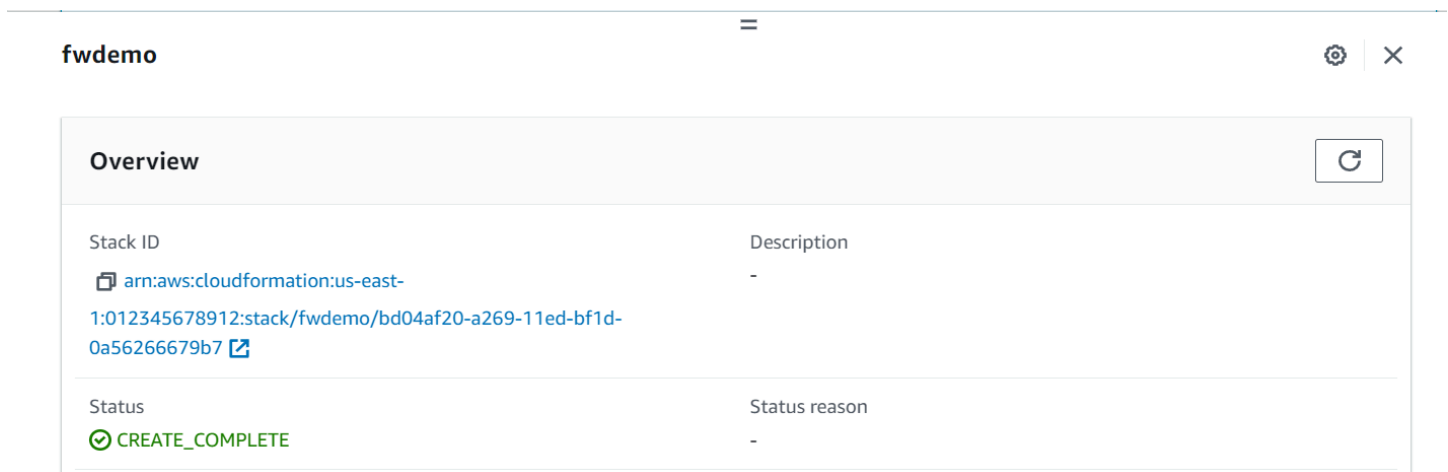 fwdemo
Overview
Stack ID
Description
arn:aws:cloudformation:us-east-
1:012345678912:stack/fwdemo/bd04af20-a269-11ed-bf1d-
0a56266679b7
-
Status
Status reason
CREATE_COMPLETE
-